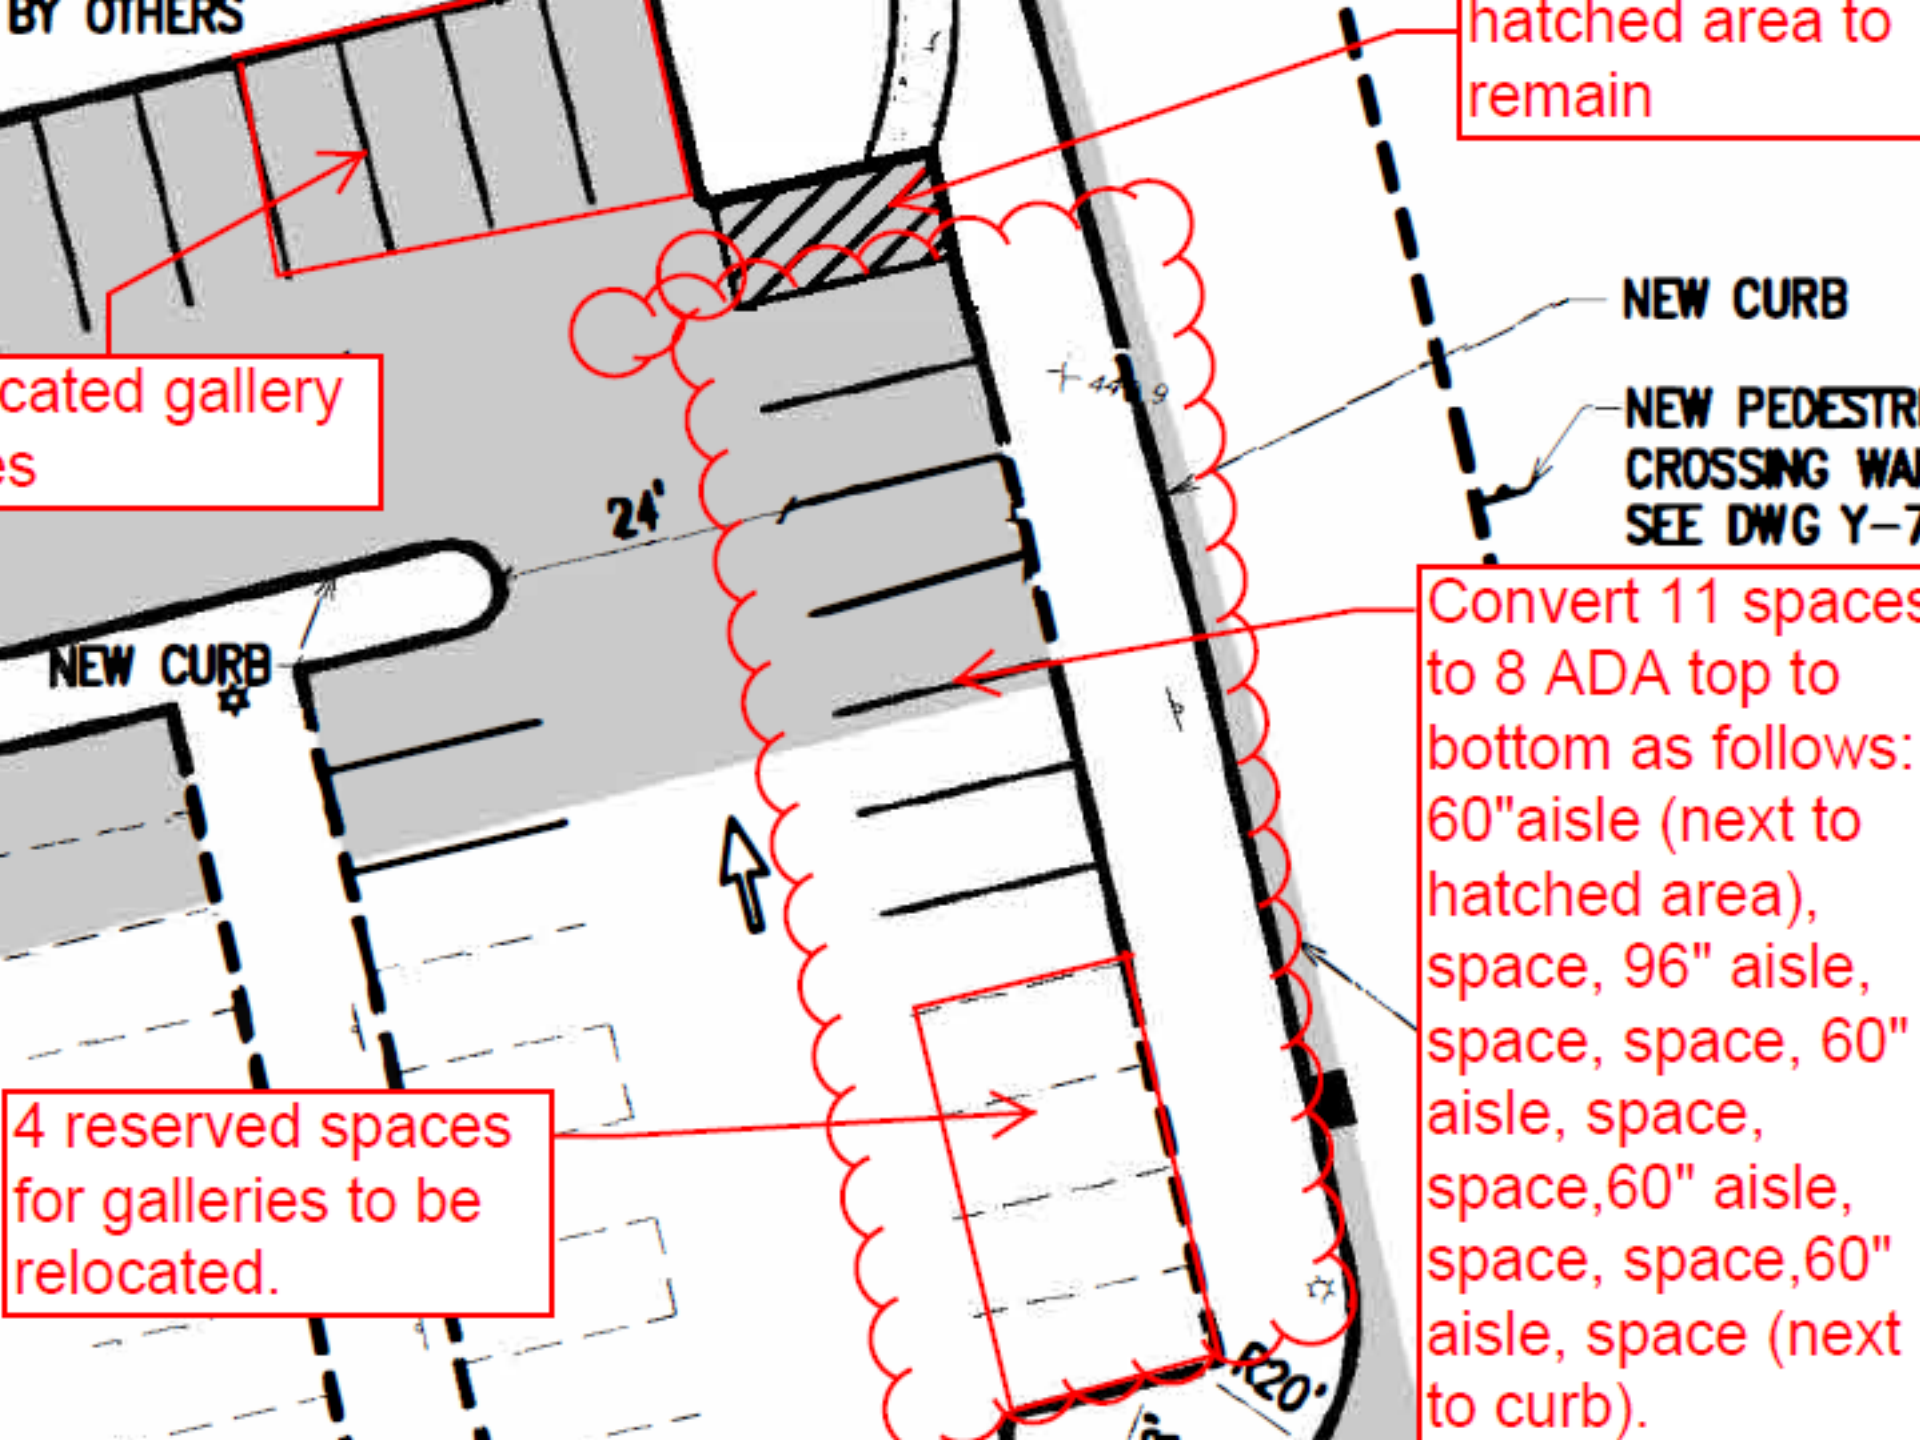 BY OTHERS
hatched area to
remain
NEW CURB
cated gallery
es
NEW PEDESTRI
CROSSING WA
SEE DWG Y-7
24'
NEW CURB
Convert 11 spaces
to 8 ADA top to
bottom as follows:
60"aisle (next to
hatched area),
space, 96" aisle,
space, space, 60"
aisle, space,
space,60" aisle,
space, space,60"
aisle, space (next
to curb).
4 reserved spaces
for galleries to be
relocated.
R20'